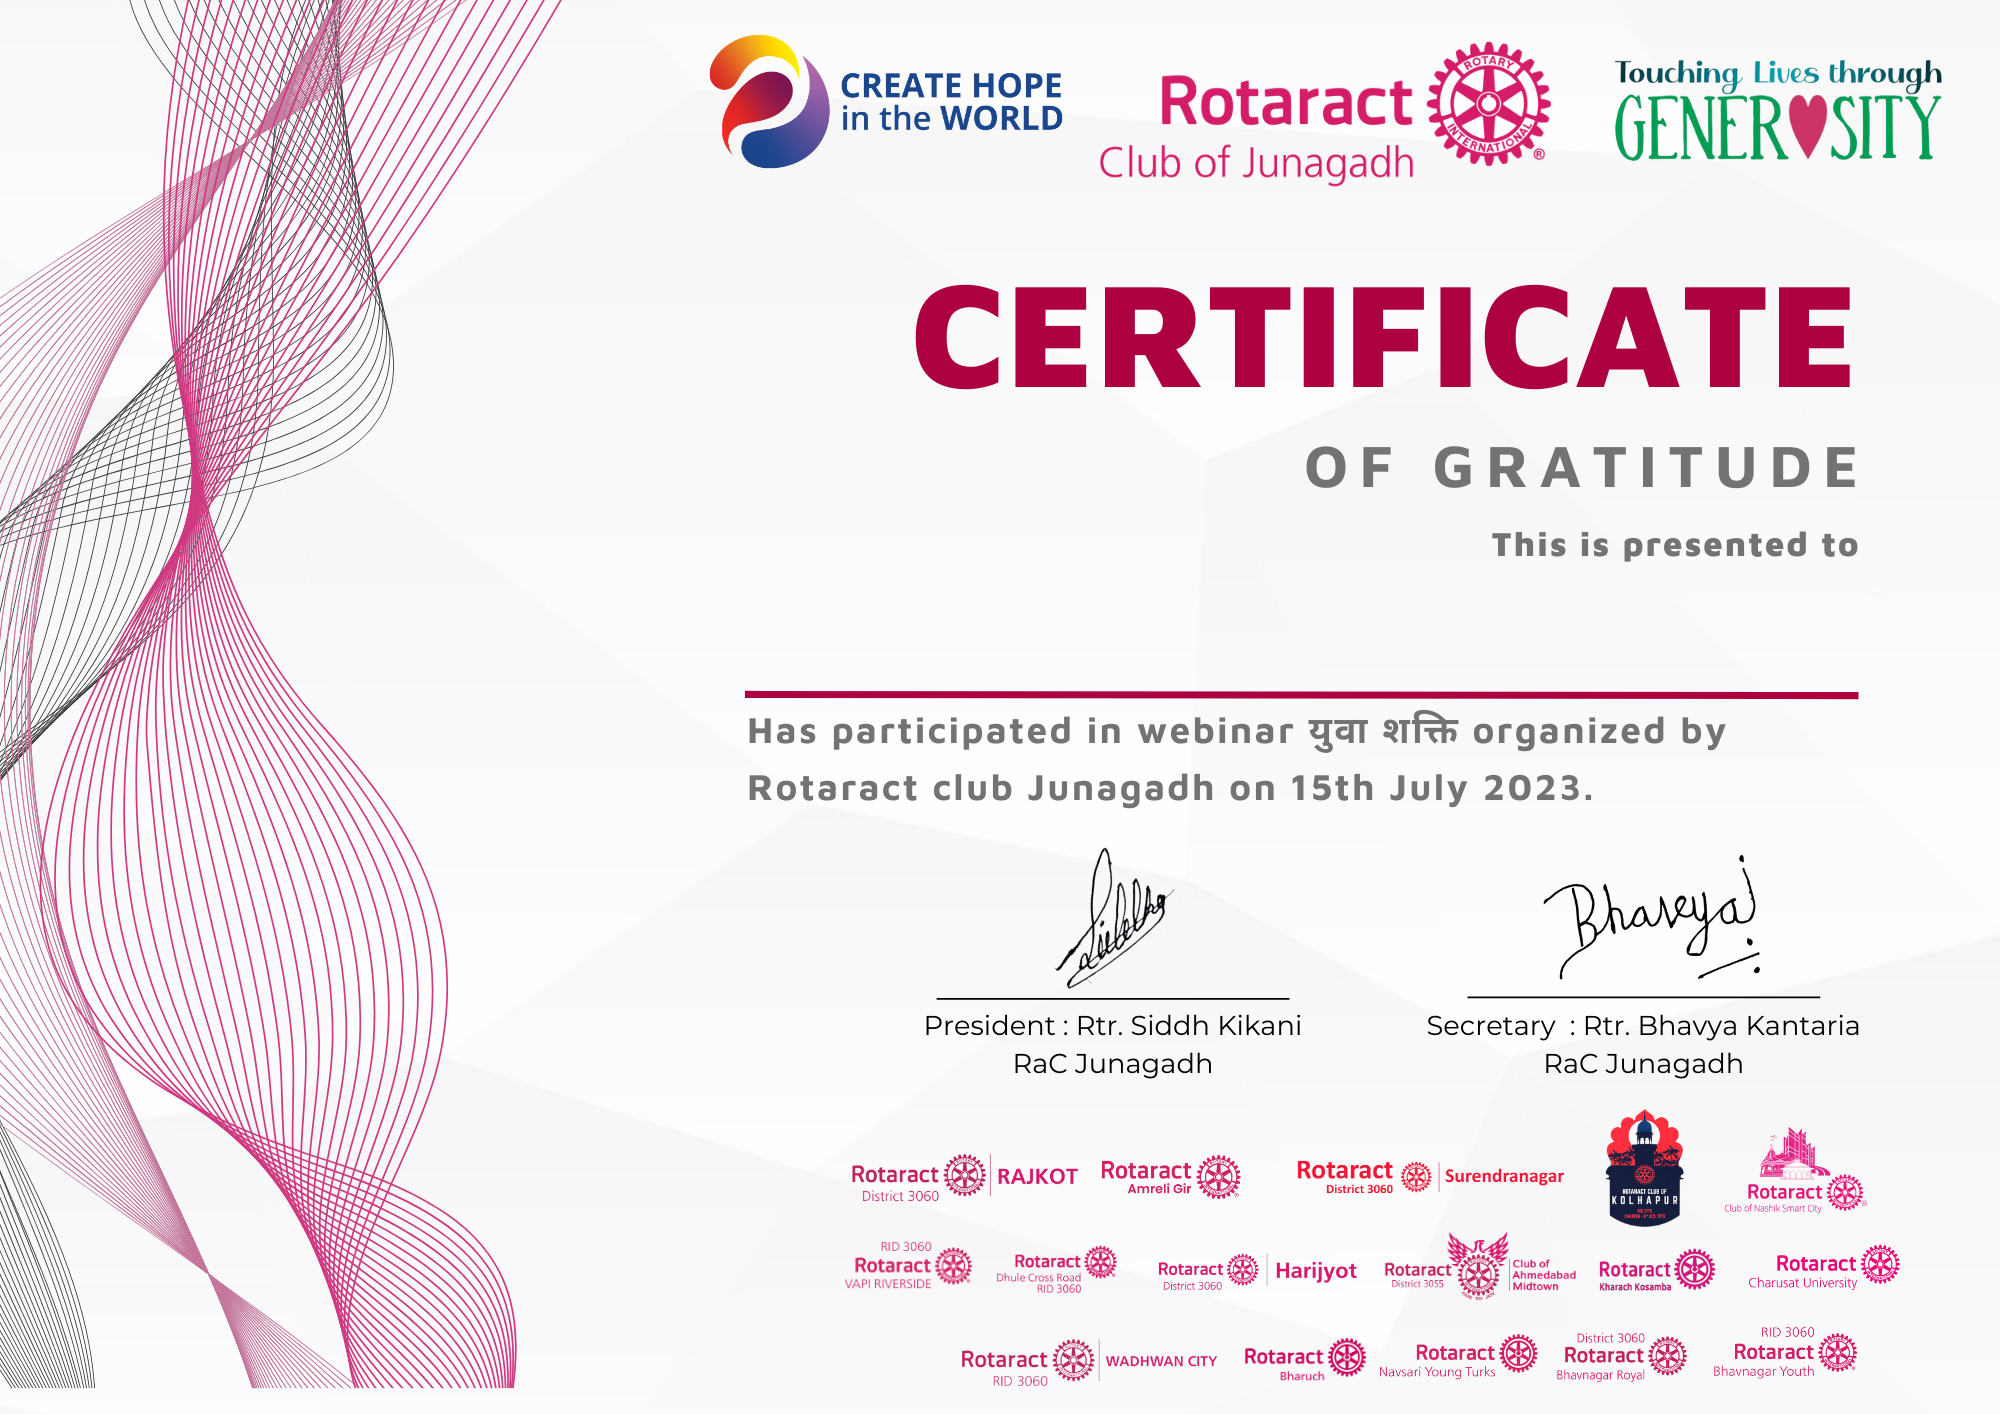 CREATE HOPE
in the WORLD
Rotaract
Club of Junagadh
ROTARY
INTERNATIONAL
®
Touching Lives through
GENEROSITY
CERTIFICATE
OF GRATITUDE
This is presented to
Has participated in webinar युवा शक्ति organized by
Rotaract club Junagadh on 15th July 2023.
Bhavya
President : Rtr. Siddh Kikani
RaC Junagadh
Secretary : Rtr. Bhavya Kantaria
RaC Junagadh
Rotaract
District 3060
RAJKOT
Rotaract
Amreli Gir
Rotaract
District 3060
Surendranagar
ROTARACT CLUB OF
KOLHAPUR
Rotaract
Club of Nashik Smart City
RID 3060
Rotaract
VAPI RIVERSIDE
Rotaract
Dhule Cross Road
RID 3060
Rotaract
District 3060
Harijyot
Rotaract
District 3055
Club of
Ahmedabad
Midtown
Rotaract
Kharach Kosamba
Rotaract
Charusat University
Rotaract
RID 3060
WADHWAN CITY
Rotaract
Bharuch
Rotaract
Navsari Young Turks
District 3060
Rotaract
Bhavnagar Royal
RID 3060
Rotaract
Bhavnagar Youth